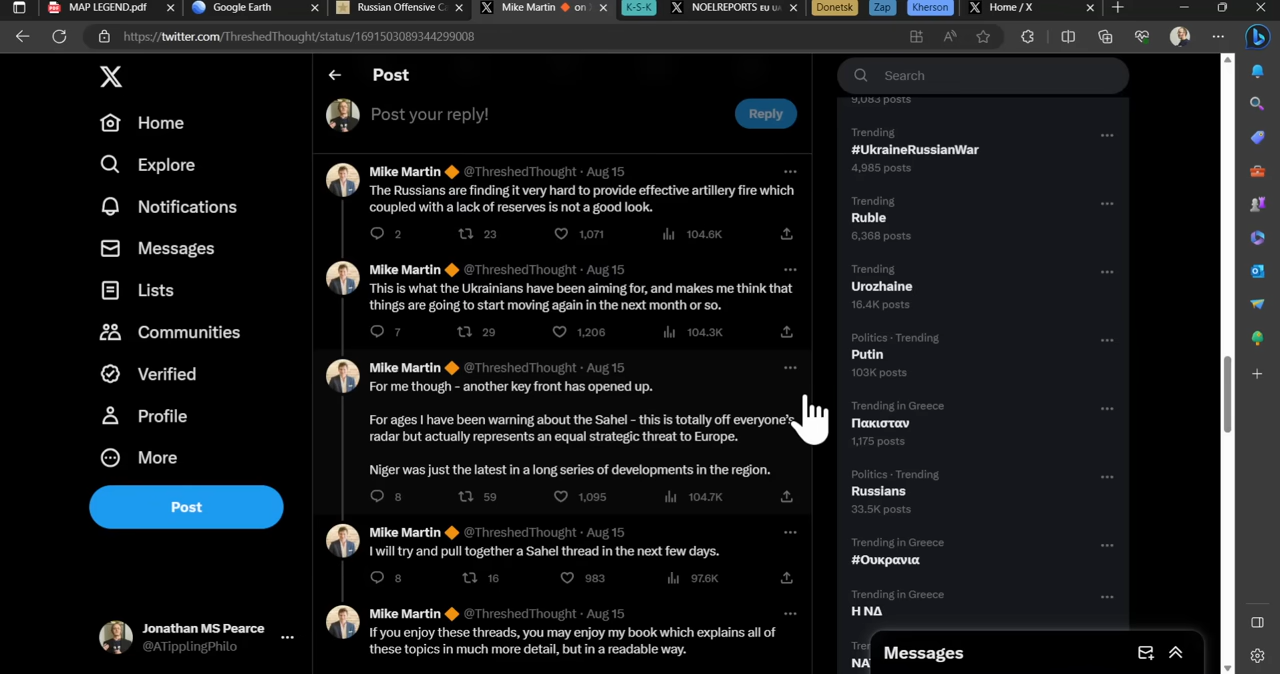 MAP LEGEND.pdf
Google Earth
Russian Offensive Ca
Mike Martin 🔶 on X
K-S-K
NOELREPORTS EU UA
Donetsk
Zap
Kherson
Home / X
https://twitter.com/ThreshedThought/status/1691503089344299008
Home
Explore
Notifications
Messages
Lists
Communities
Verified
Profile
More
Post
Jonathan MS Pearce
@ATipplingPhilo
Post
Post your reply!
Reply
Mike Martin 🔶 @ThreshedThought · Aug 15
The Russians are finding it very hard to provide effective artillery fire which
coupled with a lack of reserves is not a good look.
2 23 1,071 104.6K
Mike Martin 🔶 @ThreshedThought · Aug 15
This is what the Ukrainians have been aiming for, and makes me think that
things are going to start moving again in the next month or so.
7 29 1,206 104.3K
Mike Martin 🔶 @ThreshedThought · Aug 15
For me though - another key front has opened up.
For ages I have been warning about the Sahel - this is totally off everyone's
radar but actually represents an equal strategic threat to Europe.
Niger was just the latest in a long series of developments in the region.
8 59 1,095 104.7K
Mike Martin 🔶 @ThreshedThought · Aug 15
I will try and pull together a Sahel thread in the next few days.
8 16 983 97.6K
Mike Martin 🔶 @ThreshedThought · Aug 15
If you enjoy these threads, you may enjoy my book which explains all of
these topics in much more detail, but in a readable way.
Search
9,083 posts
Trending
#UkraineRussianWar
4,985 posts
Trending
Ruble
6,368 posts
Trending
Urozhaine
16.4K posts
Politics · Trending
Putin
103K posts
Trending in Greece
Πακισταν
1,175 posts
Politics · Trending
Russians
33.5K posts
Trending in Greece
#Ουκρανια
Trending in Greece
Η ΝΔ
Messages